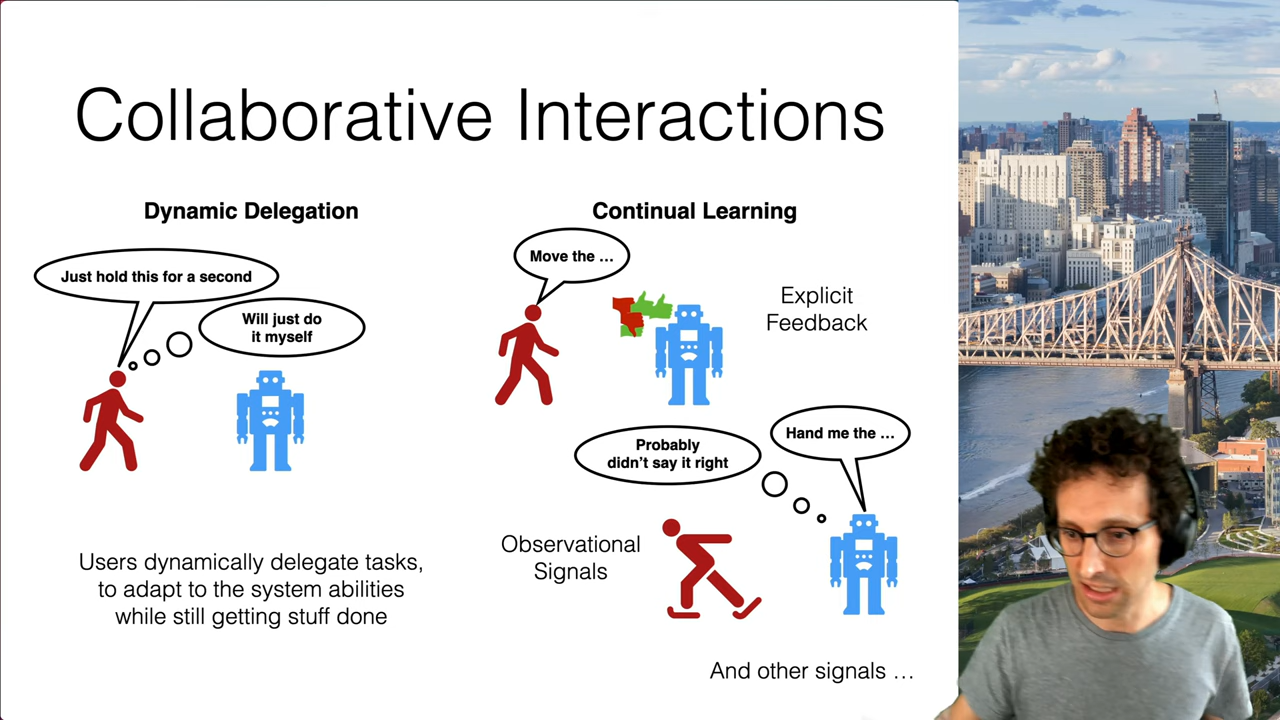 Collaborative Interactions
Dynamic Delegation
Just hold this for a second
Will just do
it myself
Users dynamically delegate tasks,
to adapt to the system abilities
while still getting stuff done
Continual Learning
Move the …
Explicit
Feedback
Probably
didn’t say it right
Hand me the …
Observational
Signals
And other signals …